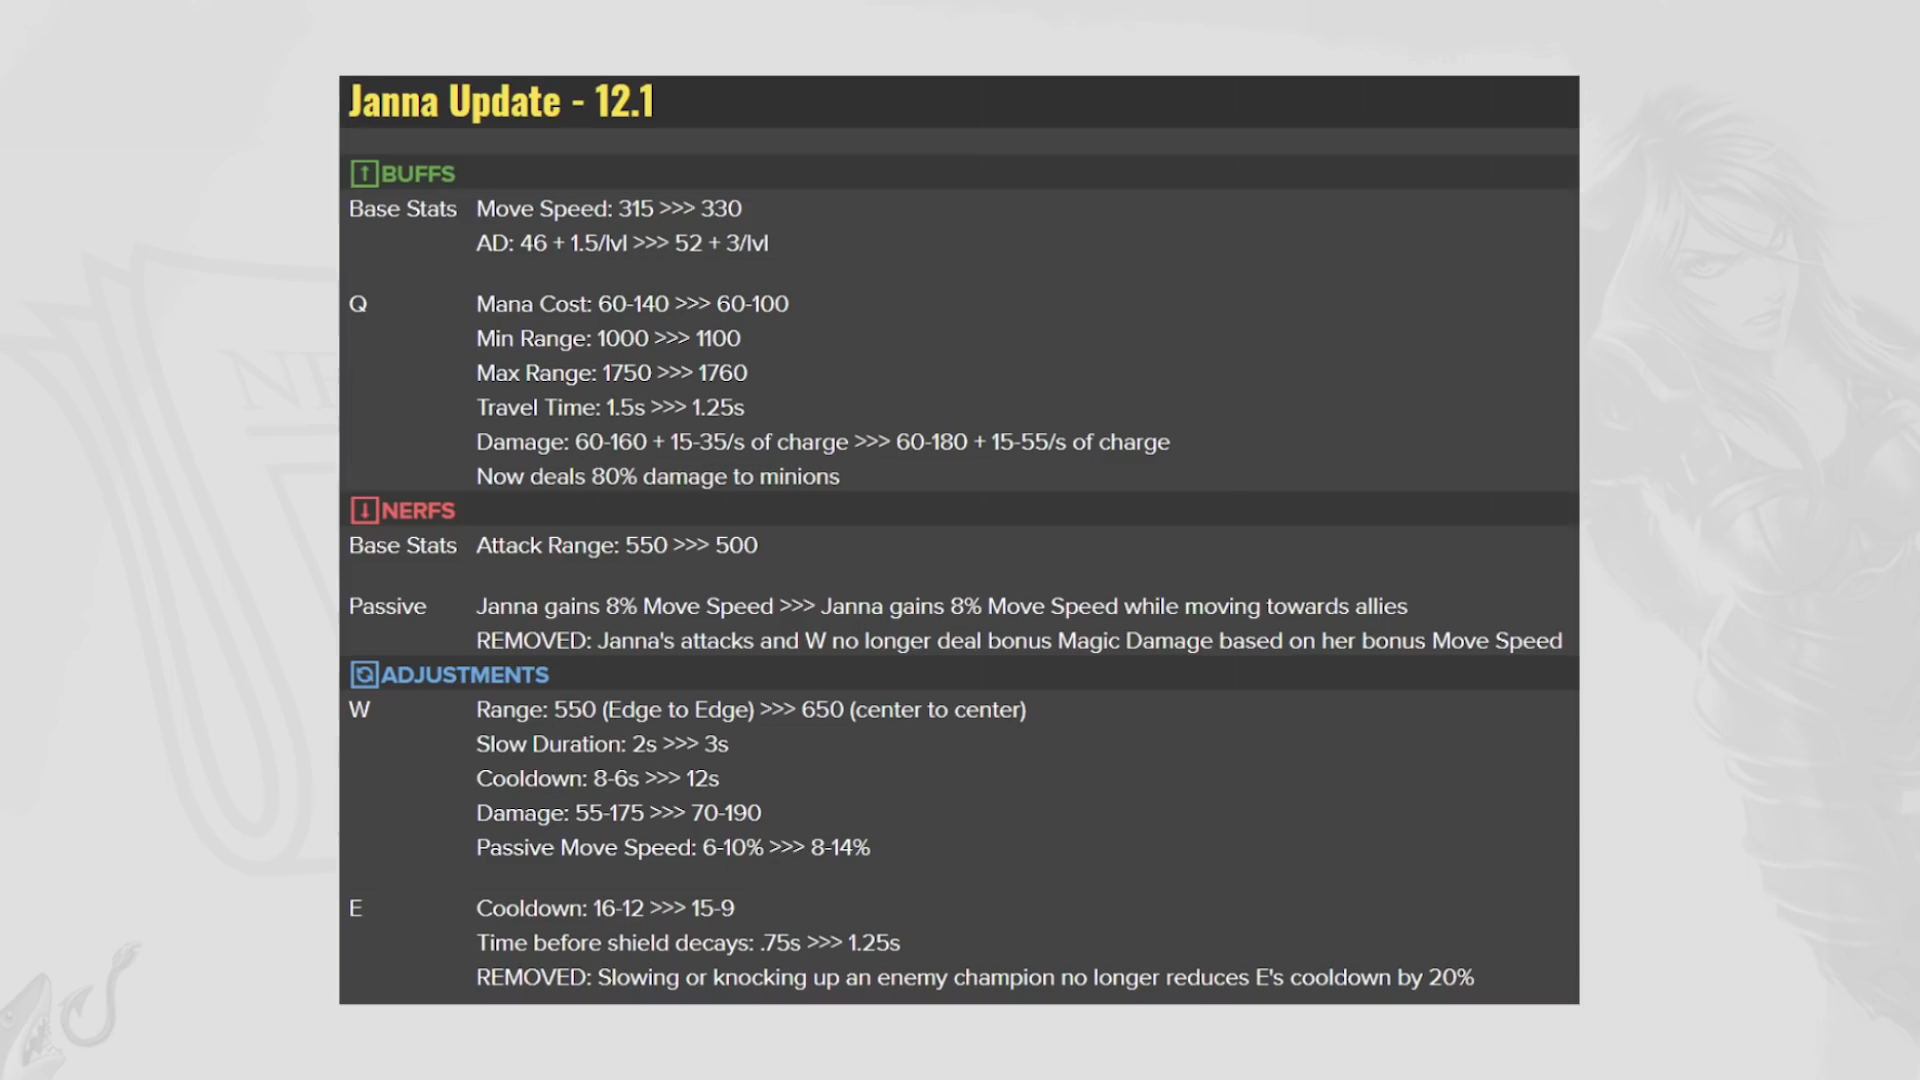 Janna Update - 12.1
BUFFS
Base Stats Move Speed: 315 >>> 330
AD: 46 + 1.5/lvl >>> 52 + 3/lvl
Q Mana Cost: 60-140 >>> 60-100
Min Range: 1000 >>> 1100
Max Range: 1750 >>> 1760
Travel Time: 1.5s >>> 1.25s
Damage: 60-160 + 15-35/s of charge >>> 60-180 + 15-55/s of charge
Now deals 80% damage to minions
NERFS
Base Stats Attack Range: 550 >>> 500
Passive Janna gains 8% Move Speed >>> Janna gains 8% Move Speed while moving towards allies
REMOVED: Janna's attacks and W no longer deal bonus Magic Damage based on her bonus Move Speed
ADJUSTMENTS
W Range: 550 (Edge to Edge) >>> 650 (center to center)
Slow Duration: 2s >>> 3s
Cooldown: 8-6s >>> 12s
Damage: 55-175 >>> 70-190
Passive Move Speed: 6-10% >>> 8-14%
E Cooldown: 16-12 >>> 15-9
Time before shield decays: .75s >>> 1.25s
REMOVED: Slowing or knocking up an enemy champion no longer reduces E's cooldown by 20%